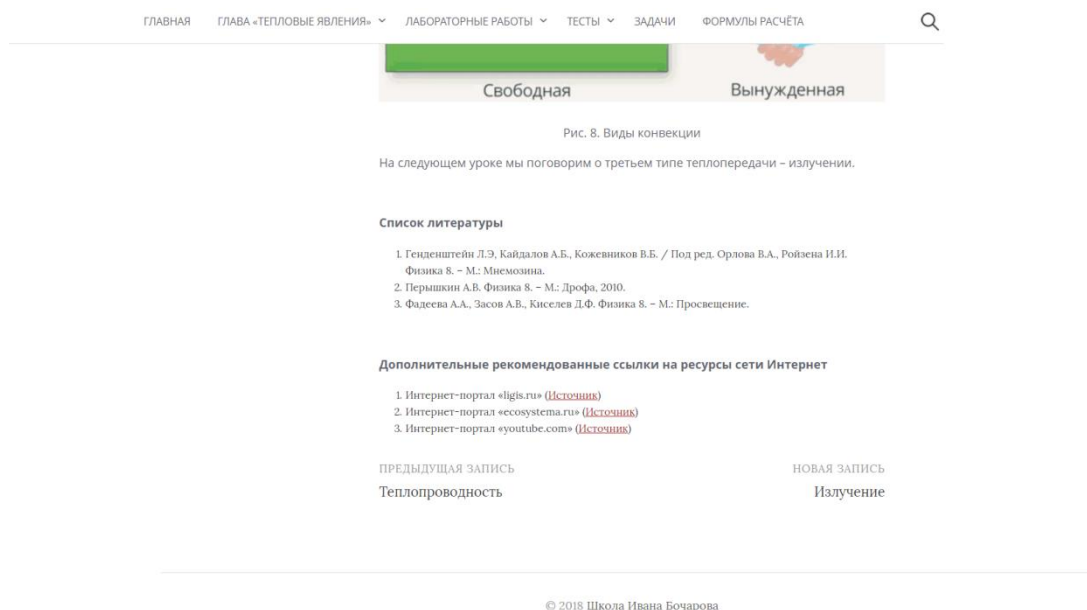 ГЛАВНАЯ ГЛАВА «ТЕПЛОВЫЕ ЯВЛЕНИЯ» ЛАБОРАТОРНЫЕ РАБОТЫ ТЕСТЫ ЗАДАЧИ ФОРМУЛЫ РАСЧЁТА
Свободная Вынужденная
Рис. 8. Виды конвекции
На следующем уроке мы поговорим о третьем типе теплопередачи – излучении.
Список литературы
1. Генденштейн Л.Э, Кайдалов А.Б., Кожевников В.Б. / Под ред. Орлова В.А., Ройзена И.И.
Физика 8. – М.: Мнемозина.
2. Перышкин А.В. Физика 8. – М.: Дрофа, 2010.
3. Фадеева А.А., Засов А.В., Киселев Д.Ф. Физика 8. – М.: Просвещение.
Дополнительные рекомендованные ссылки на ресурсы сети Интернет
1. Интернет-портал «ligis.ru» (Источник)
2. Интернет-портал «ecosystema.ru» (Источник)
3. Интернет-портал «youtube.com» (Источник)
ПРЕДЫДУЩАЯ ЗАПИСЬ НОВАЯ ЗАПИСЬ
Теплопроводность Излучение
© 2018 Школа Ивана Бочарова